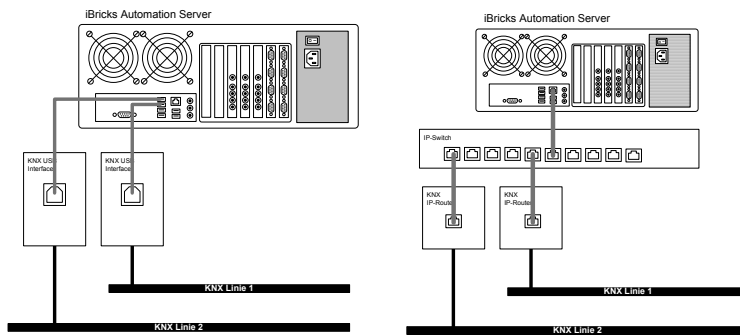 iBricks Automation Server
KNX USB
Interface
KNX USB
Interface
KNX Linie 1
KNX Linie 2
iBricks Automation Server
IP-Switch
KNX
IP-Router
KNX
IP-Router
KNX Linie 1
KNX Linie 2